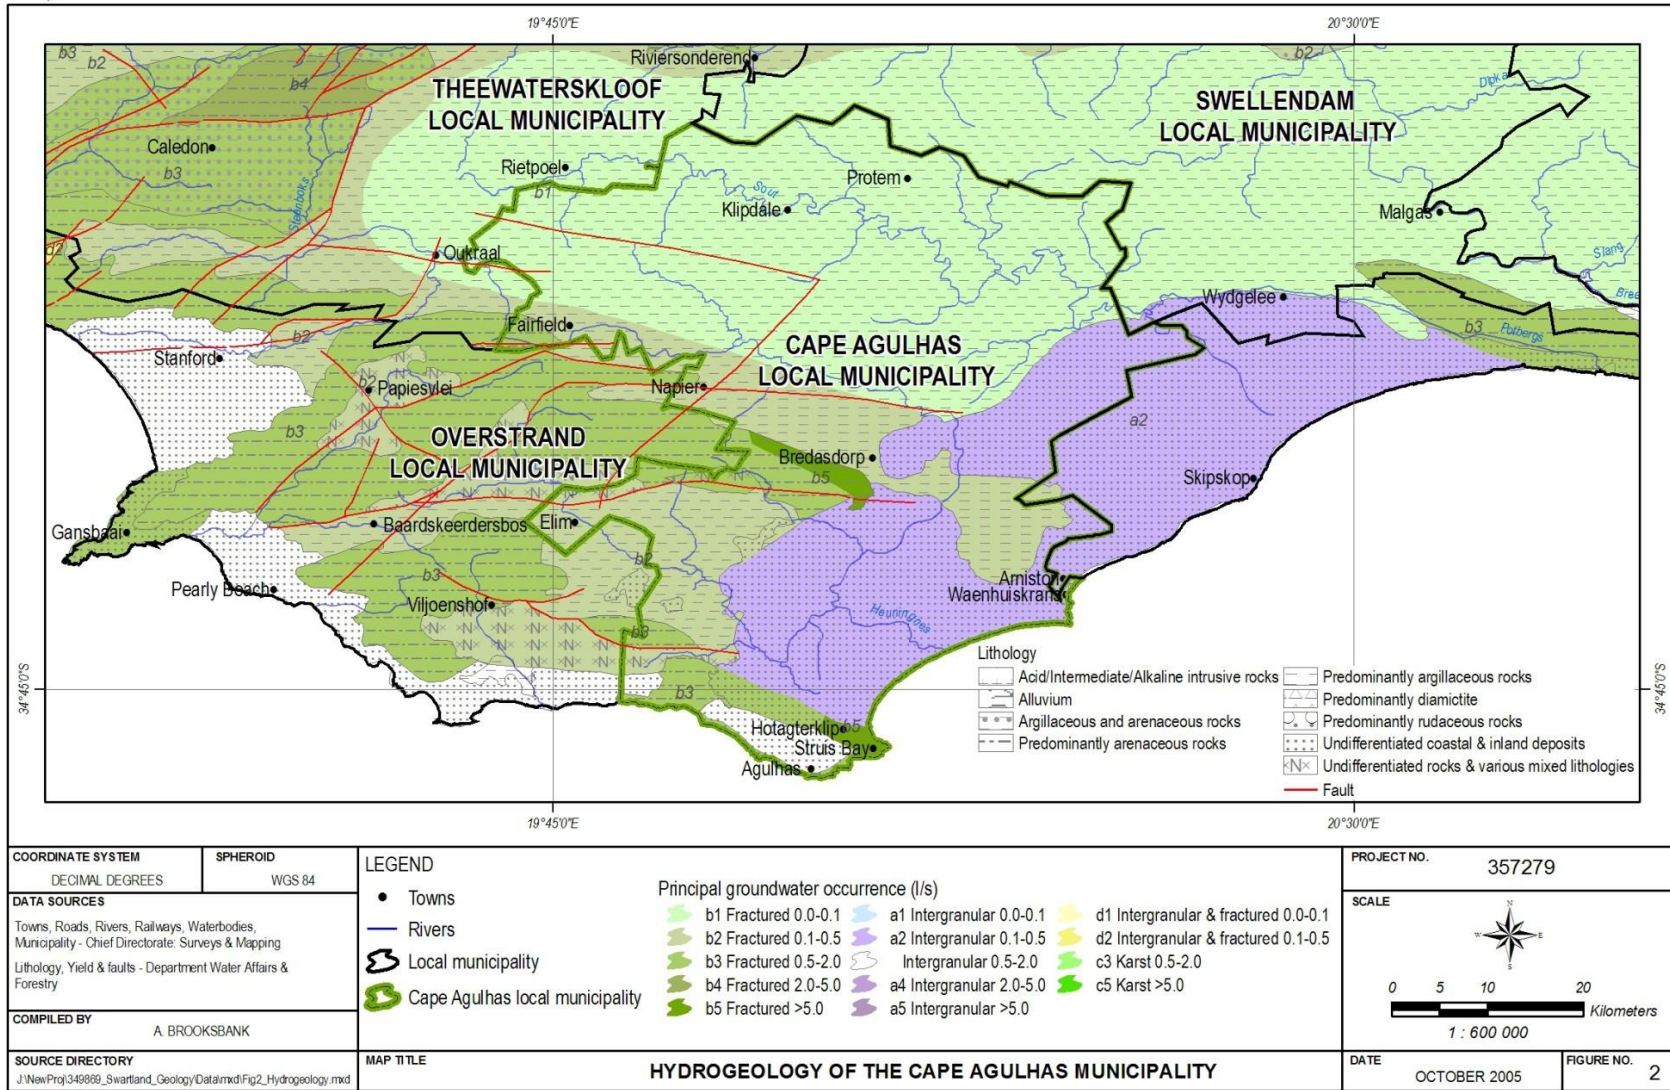 19°45'0"E
20°30'0"E
b3
b2
b4
Riviersonderend
b2
THEEWATERSKLOOF
LOCAL MUNICIPALITY
SWELLENDAM
LOCAL MUNICIPALITY
Caledon
b3
Rietpoel
b1
Protem
Sout
Klipdale
Malgas
Slang
Oukraal
Wydgelee
Bree
Fairfield
b2
b3
Potbergs
Stanford
CAPE AGULHAS
LOCAL MUNICIPALITY
b2
Papiesvlei
Napier
a2
b3
OVERSTRAND
LOCAL MUNICIPALITY
Bredasdorp
b5
Skipskop
Gansbaai
Baardskeerdersbos
Elim
b2
b3
Arniston
Pearly Beach
Waenhuiskrans
Viljoenshof
Heuningnes
b3
b3
34°45'0"S
34°45'0"S
Hotagterklip
b5
Struis Bay
Agulhas
Lithology
Acid/Intermediate/Alkaline intrusive rocks
Alluvium
Argillaceous and arenaceous rocks
Predominantly arenaceous rocks
Predominantly argillaceous rocks
Predominantly diamictite
Predominantly rudaceous rocks
Undifferentiated coastal & inland deposits
Undifferentiated rocks & various mixed lithologies
Fault
19°45'0"E
20°30'0"E
COORDINATE SYSTEM
DECIMAL DEGREES
SPHEROID
WGS 84
DATA SOURCES
Towns, Roads, Rivers, Railways, Waterbodies,
Municipality - Chief Directorate: Surveys & Mapping
Lithology, Yield & faults - Department Water Affairs &
Forestry
COMPILED BY
A. BROOKSBANK
SOURCE DIRECTORY
J:\NewProj\349869_Swartland_Geology\Data\mxd\Fig2_Hydrogeology.mxd
LEGEND
Towns
Rivers
Local municipality
Cape Agulhas local municipality
Principal groundwater occurrence (l/s)
b1 Fractured 0.0-0.1
b2 Fractured 0.1-0.5
b3 Fractured 0.5-2.0
b4 Fractured 2.0-5.0
b5 Fractured >5.0
a1 Intergranular 0.0-0.1
a2 Intergranular 0.1-0.5
Intergranular 0.5-2.0
a4 Intergranular 2.0-5.0
a5 Intergranular >5.0
d1 Intergranular & fractured 0.0-0.1
d2 Intergranular & fractured 0.1-0.5
c3 Karst 0.5-2.0
c5 Karst >5.0
MAP TITLE
HYDROGEOLOGY OF THE CAPE AGULHAS MUNICIPALITY
PROJECT NO.
357279
SCALE
N
W
E
S
0 5 10 20
Kilometers
1 : 600 000
DATE
OCTOBER 2005
FIGURE NO.
2